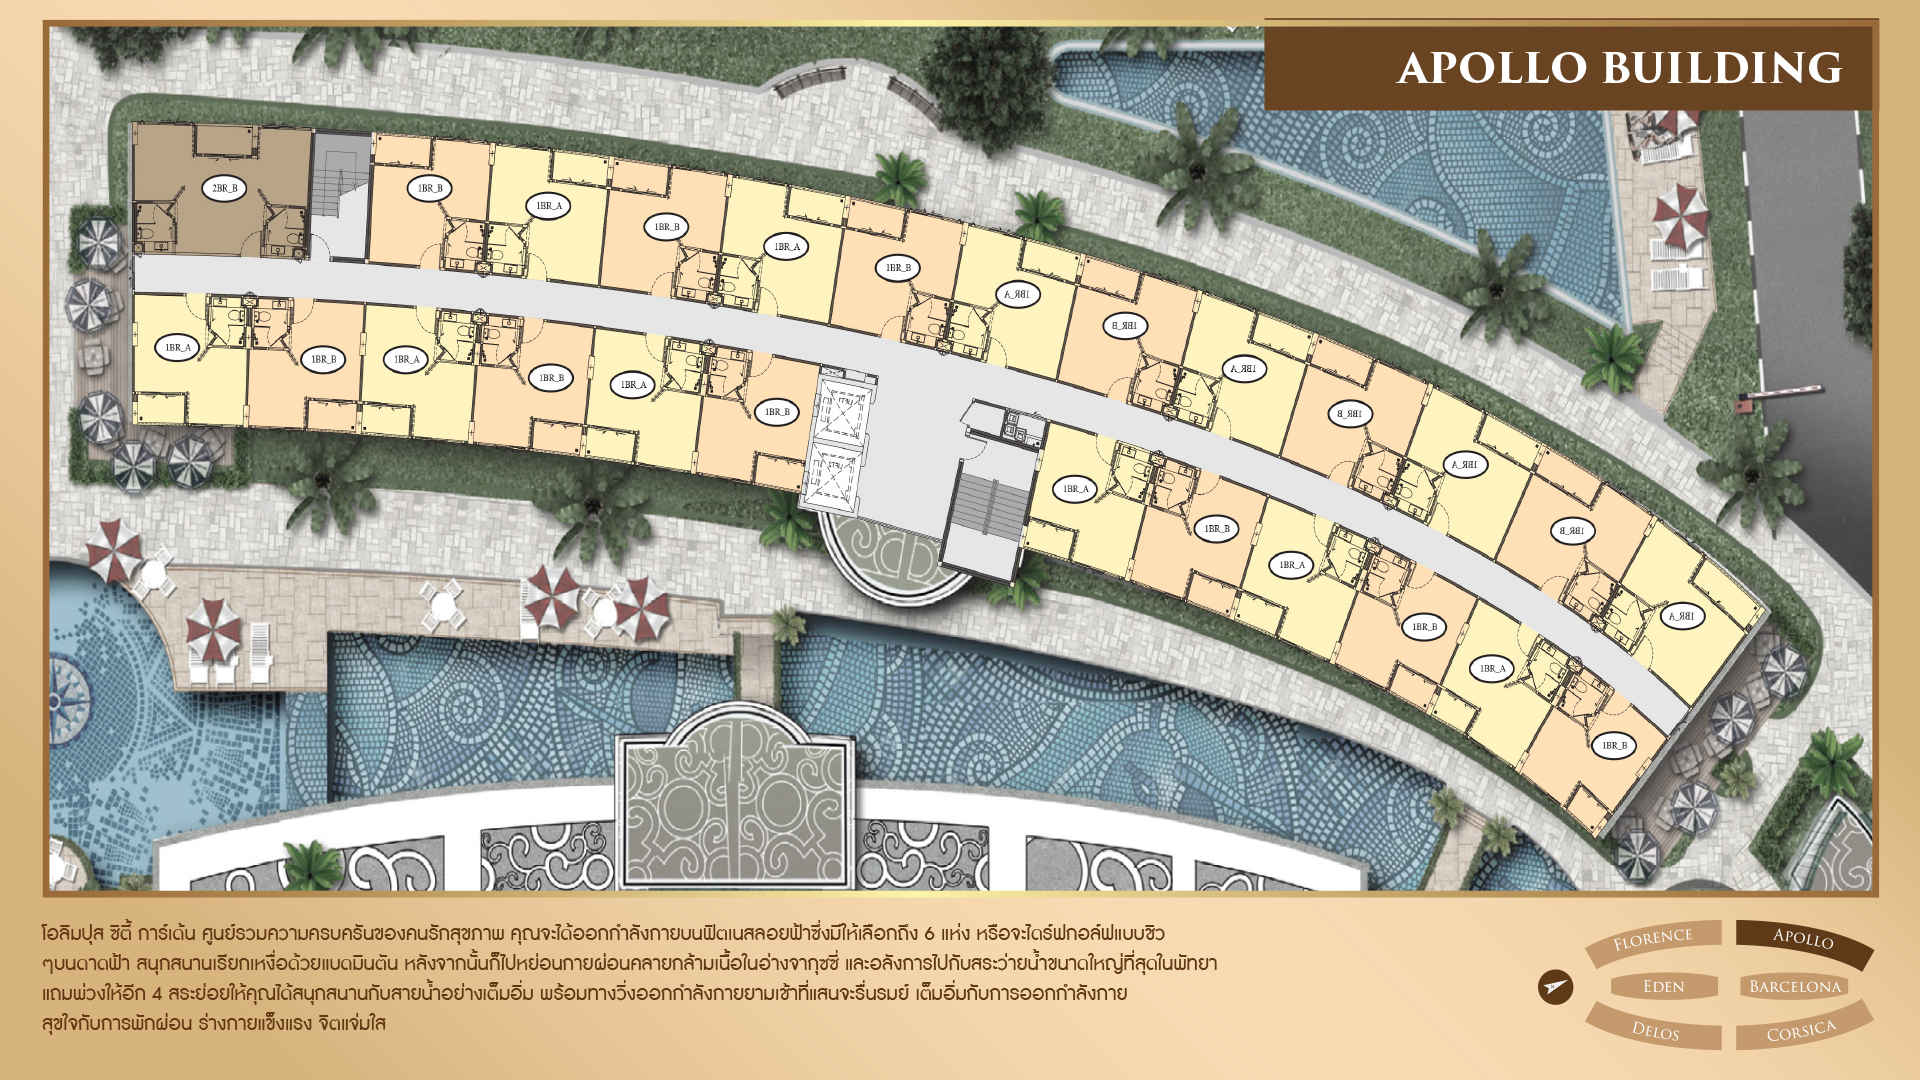 APOLLO BUILDING
2BR_B
1BR_B
1BR_A
1BR_B
1BR_A
1BR_B
1BR_A
1BR_B
1BR_A
1BR_B
1BR_A
1BR_B
1BR_A
1BR_A
1BR_B
1BR_A
1BR_B
1BR_A
1BR_B
1BR_A
1BR_B
1BR_A
1BR_B
1BR_A
1BR_B
โอลิมปุส ซิตี้ การ์เด้น ศูนย์รวมความครบครันของคนรักสุขภาพ คุณจะได้ออกกำลังกายบนฟิตเนสลอยฟ้าซึ่งมีให้เลือกถึง 6 แห่ง หรือจะไดร์ฟกอล์ฟแบบชิว
ๆบนดาดฟ้า สนุกสนานเรียกเหงื่อด้วยแบดมินตัน หลังจากนั้นก็ไปหย่อนกายผ่อนคลายกล้ามเนื้อในอ่างจากุซซี่ และอลังการไปกับสระว่ายน้ำขนาดใหญ่ที่สุดในพัทยา
แถมพ่วงให้อีก 4 สระย่อยให้คุณได้สนุกสนานกับสายน้ำอย่างเต็มอิ่ม พร้อมทางวิ่งออกกำลังกายยามเช้าที่แสนจะรื่นรมย์ เต็มอิ่มกับการออกกำลังกาย
สุขใจกับการพักผ่อน ร่างกายแข็งแรง จิตแจ่มใส
FLORENCE
APOLLO
EDEN
BARCELONA
DELOS
CORSICA